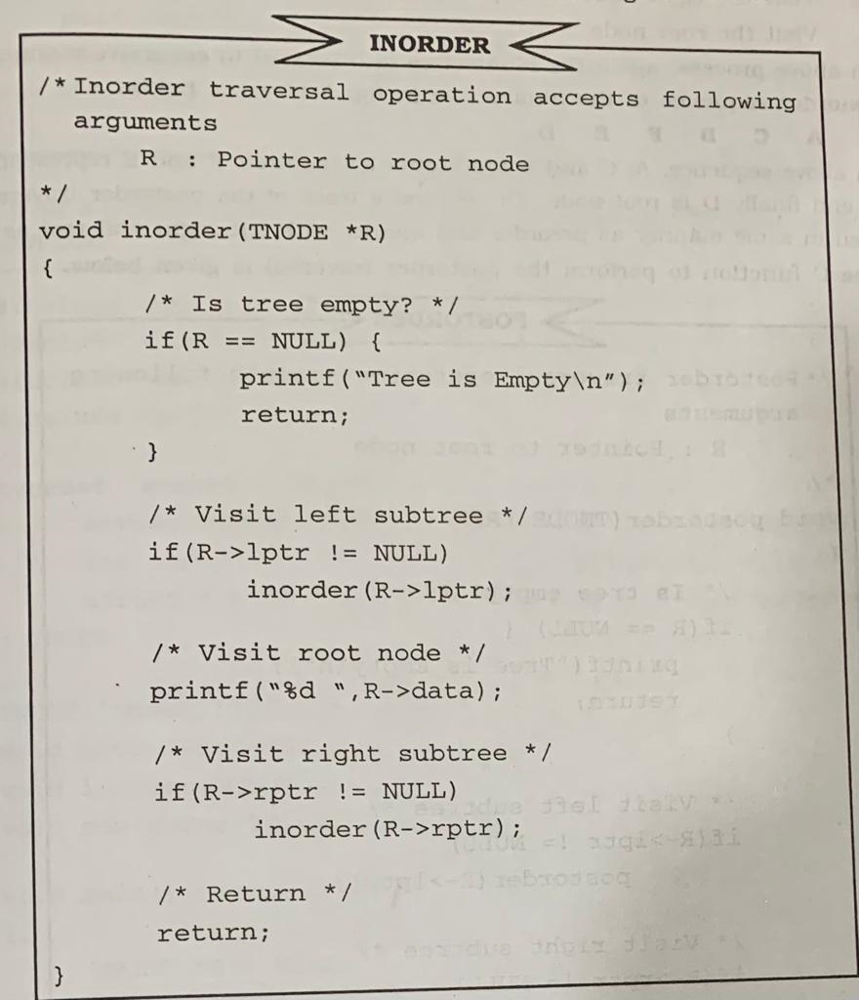 INORDER
/* Inorder traversal operation accepts following
arguments
R : Pointer to root node
*/
void inorder(TNODE *R)
{
/* Is tree empty? */
if(R == NULL) {
printf("Tree is Empty\n");
return;
}
/* Visit left subtree */
if(R->lptr != NULL)
inorder(R->lptr);
/* Visit root node */
printf("%d ",R->data);
/* Visit right subtree */
if(R->rptr != NULL)
inorder(R->rptr);
/* Return */
return;
}